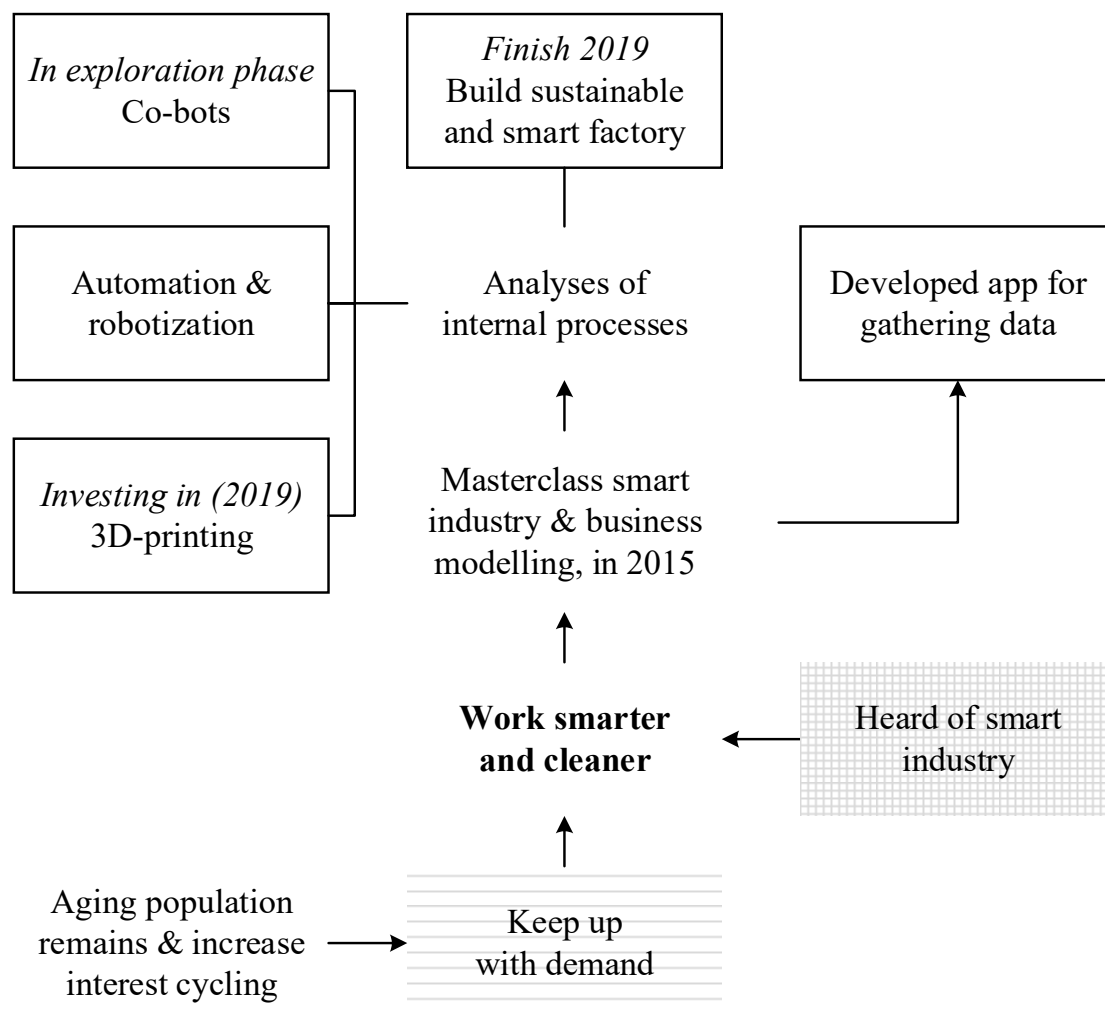 In exploration phase
Co-bots
Finish 2019
Build sustainable
and smart factory
Automation &
robotization
Analyses of
internal processes
Developed app for
gathering data
Investing in (2019)
3D-printing
Masterclass smart
industry & business
modelling, in 2015
Work smarter
and cleaner
Heard of smart
industry
Aging population
remains & increase
interest cycling
Keep up
with demand